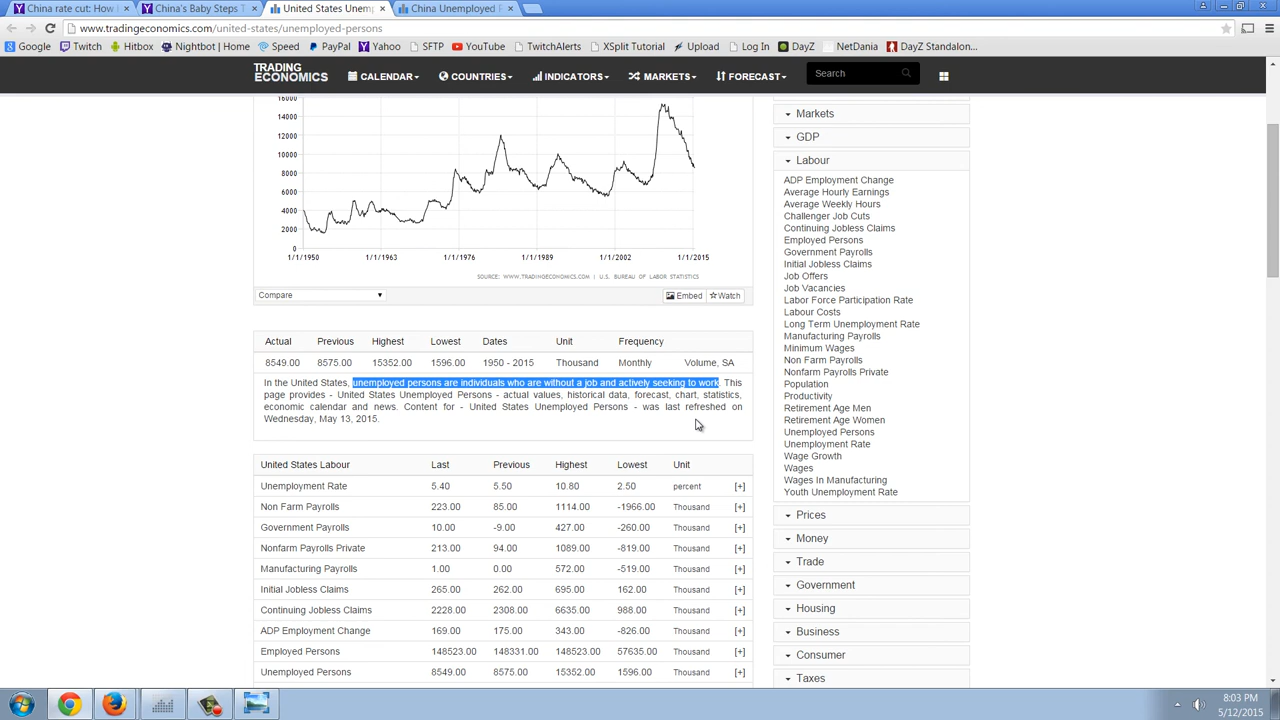 China rate cut: How i
China's Baby Steps T
United States Unem
China Unemployed P
www.tradingeconomics.com/united-states/unemployed-persons
Google
Twitch
Hitbox
Nightbot | Home
Speed
PayPal
Yahoo
SFTP
YouTube
TwitchAlerts
XSplit Tutorial
Upload
Log In
DayZ
NetDania
DayZ Standalon...
TRADING
ECONOMICS
CALENDAR
COUNTRIES
INDICATORS
MARKETS
FORECAST
Search
16000
14000
12000
10000
8000
6000
4000
2000
0
1/1/1950
1/1/1963
1/1/1976
1/1/1989
1/1/2002
1/1/2015
SOURCE: WWW.TRADINGECONOMICS.COM | U.S. BUREAU OF LABOR STATISTICS
Compare
Embed
Watch
Actual Previous Highest Lowest Dates Unit Frequency
8549.00 8575.00 15352.00 1596.00 1950 - 2015 Thousand Monthly Volume, SA
In the United States, unemployed persons are individuals who are without a job and actively seeking to work. This
page provides - United States Unemployed Persons - actual values, historical data, forecast, chart, statistics,
economic calendar and news. Content for - United States Unemployed Persons - was last refreshed on
Wednesday, May 13, 2015.
United States Labour Last Previous Highest Lowest Unit
Unemployment Rate 5.40 5.50 10.80 2.50 percent [+]
Non Farm Payrolls 223.00 85.00 1114.00 -1966.00 Thousand [+]
Government Payrolls 10.00 -9.00 427.00 -260.00 Thousand [+]
Nonfarm Payrolls Private 213.00 94.00 1089.00 -819.00 Thousand [+]
Manufacturing Payrolls 1.00 0.00 572.00 -519.00 Thousand [+]
Initial Jobless Claims 265.00 262.00 695.00 162.00 Thousand [+]
Continuing Jobless Claims 2228.00 2308.00 6635.00 988.00 Thousand [+]
ADP Employment Change 169.00 175.00 343.00 -826.00 Thousand [+]
Employed Persons 148523.00 148331.00 148523.00 57635.00 Thousand [+]
Unemployed Persons 8549.00 8575.00 15352.00 1596.00 Thousand [+]
Markets
GDP
Labour
ADP Employment Change
Average Hourly Earnings
Average Weekly Hours
Challenger Job Cuts
Continuing Jobless Claims
Employed Persons
Government Payrolls
Initial Jobless Claims
Job Offers
Job Vacancies
Labor Force Participation Rate
Labour Costs
Long Term Unemployment Rate
Manufacturing Payrolls
Minimum Wages
Non Farm Payrolls
Nonfarm Payrolls Private
Population
Productivity
Retirement Age Men
Retirement Age Women
Unemployed Persons
Unemployment Rate
Wage Growth
Wages
Wages In Manufacturing
Youth Unemployment Rate
Prices
Money
Trade
Government
Housing
Business
Consumer
Taxes
8:03 PM
5/12/2015